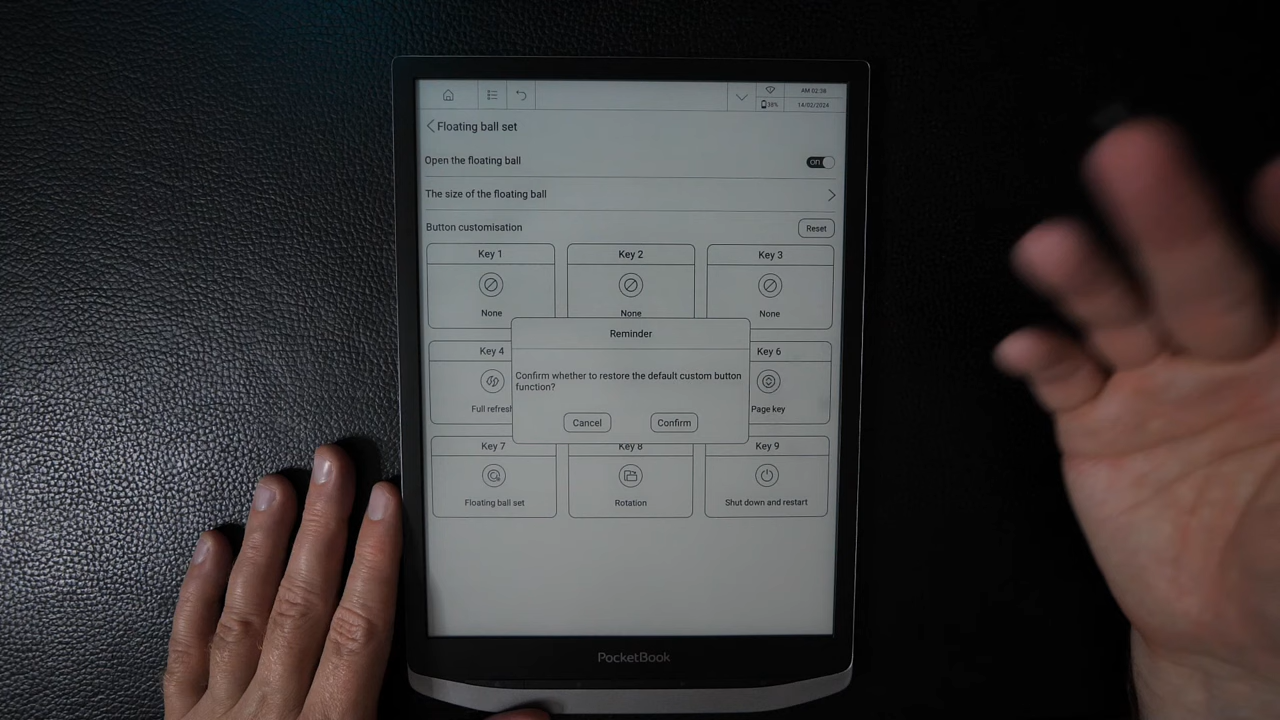 AM 02:38
38%
14/02/2024
Floating ball set
Open the floating ball
on
The size of the floating ball
Button customisation
Reset
Key 1
Key 2
Key 3
None
None
None
Reminder
Key 4
Key 6
Confirm whether to restore the default custom button
function?
Full refresh
Page key
Cancel
Confirm
Key 7
Key 8
Key 9
Floating ball set
Rotation
Shut down and restart
PocketBook